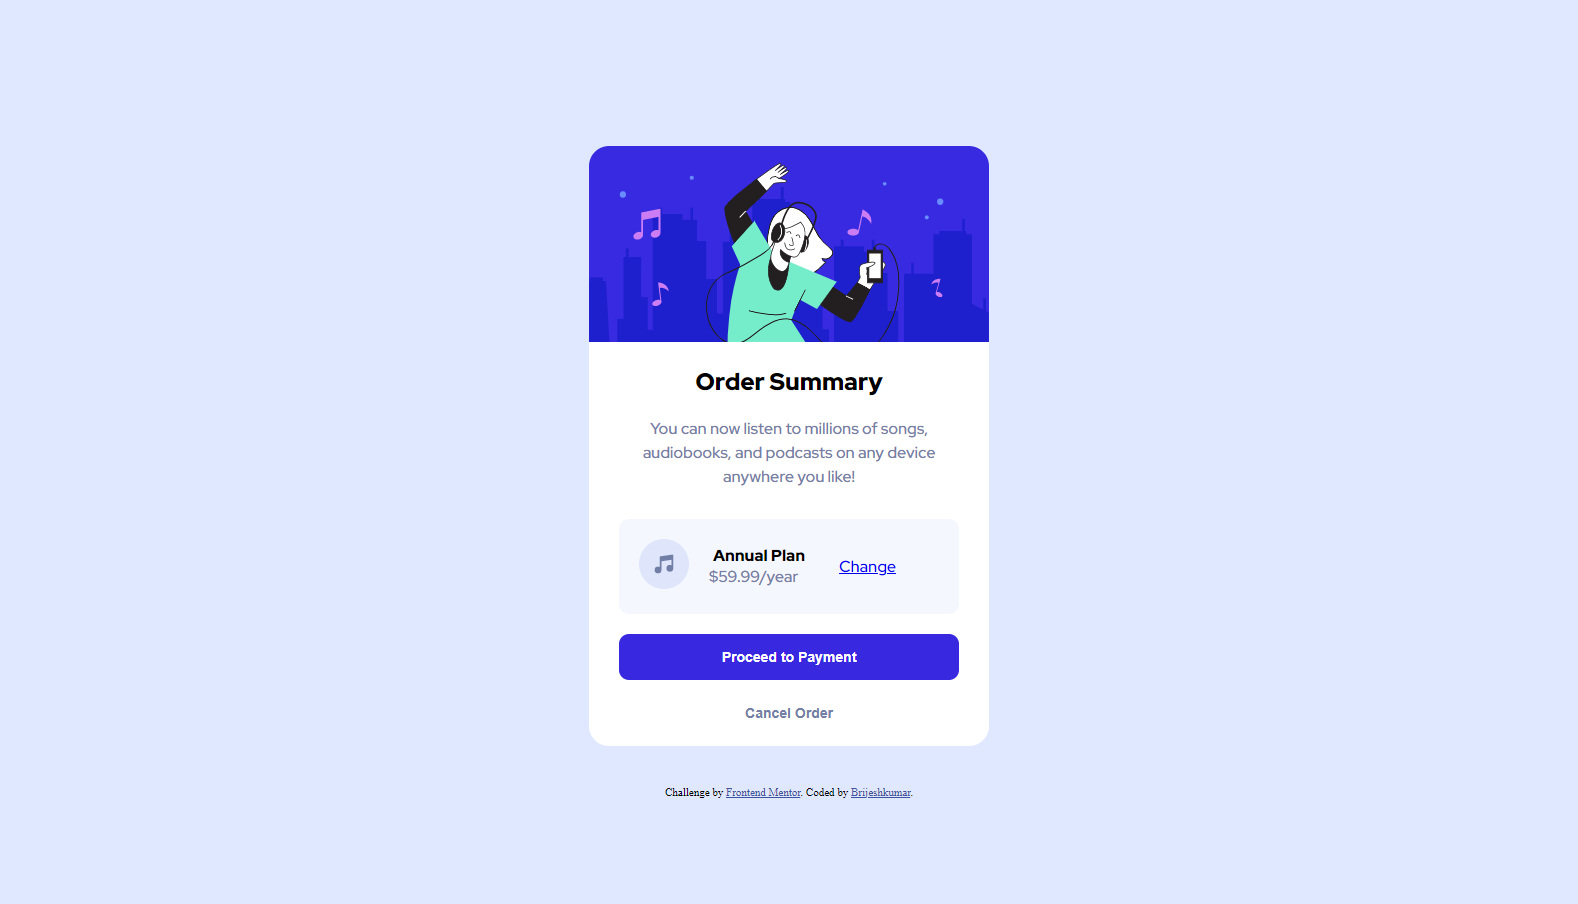 Order Summary
You can now listen to millions of songs,
audiobooks, and podcasts on any device
anywhere you like!
Annual Plan
$59.99/year
Change
Proceed to Payment
Cancel Order
Challenge by Frontend Mentor. Coded by Brijeshkumar.